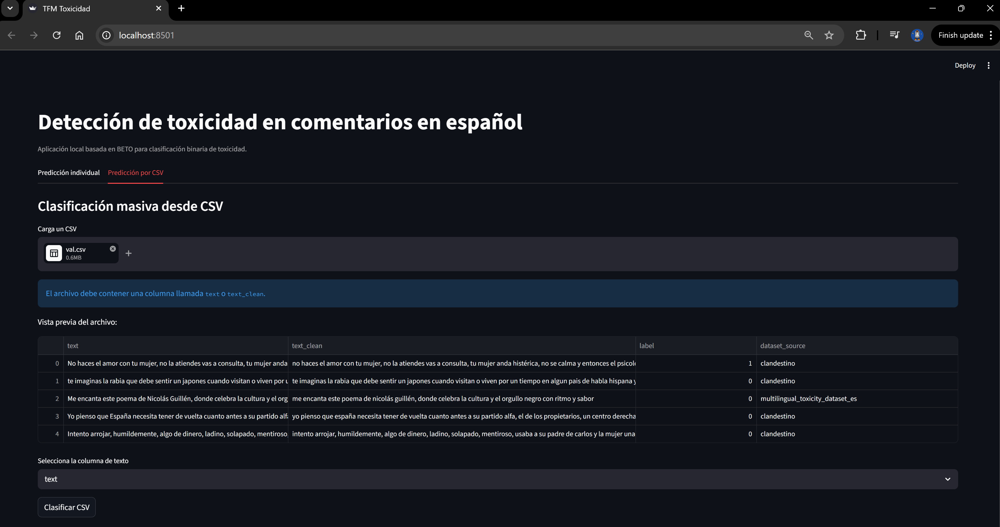 TFM Toxicidad
localhost:8501
Finish update
Deploy
Detección de toxicidad en comentarios en español
Aplicación local basada en BETO para clasificación binaria de toxicidad.
Predicción individual Predicción por CSV
Clasificación masiva desde CSV
Carga un CSV
val.csv
0.6MB
El archivo debe contener una columna llamada text o text_clean.
Vista previa del archivo:
text text_clean label dataset_source
0 No haces el amor con tu mujer, no la atiendes vas a consulta, tu mujer anda no haces el amor con tu mujer, no la atiendes vas a consulta, tu mujer anda histérica, no se calma y entonces el psicol 1 clandestino
1 te imaginas la rabia que debe sentir un japones cuando visitan o viven por te imaginas la rabia que debe sentir un japones cuando visitan o viven por un tiempo en algun pais de habla hispana y 0 clandestino
2 Me encanta este poema de Nicolás Guillén, donde celebra la cultura y el org me encanta este poema de nicolás guillén, donde celebra la cultura y el orgullo negro con ritmo y sabor 0 multilingual_toxicity_dataset_es
3 Yo pienso que España necesita tener de vuelta cuanto antes a su partido alf yo pienso que españa necesita tener de vuelta cuanto antes a su partido alfa, el de los propietarios, un centro derecha 0 clandestino
4 Intento arrojar, humildemente, algo de dinero, ladino, solapado, mentiroso, intento arrojar, humildemente, algo de dinero, ladino, solapado, mentiroso, usaba a su padre de carlos y la mujer una 0 clandestino
Selecciona la columna de texto
text
Clasificar CSV